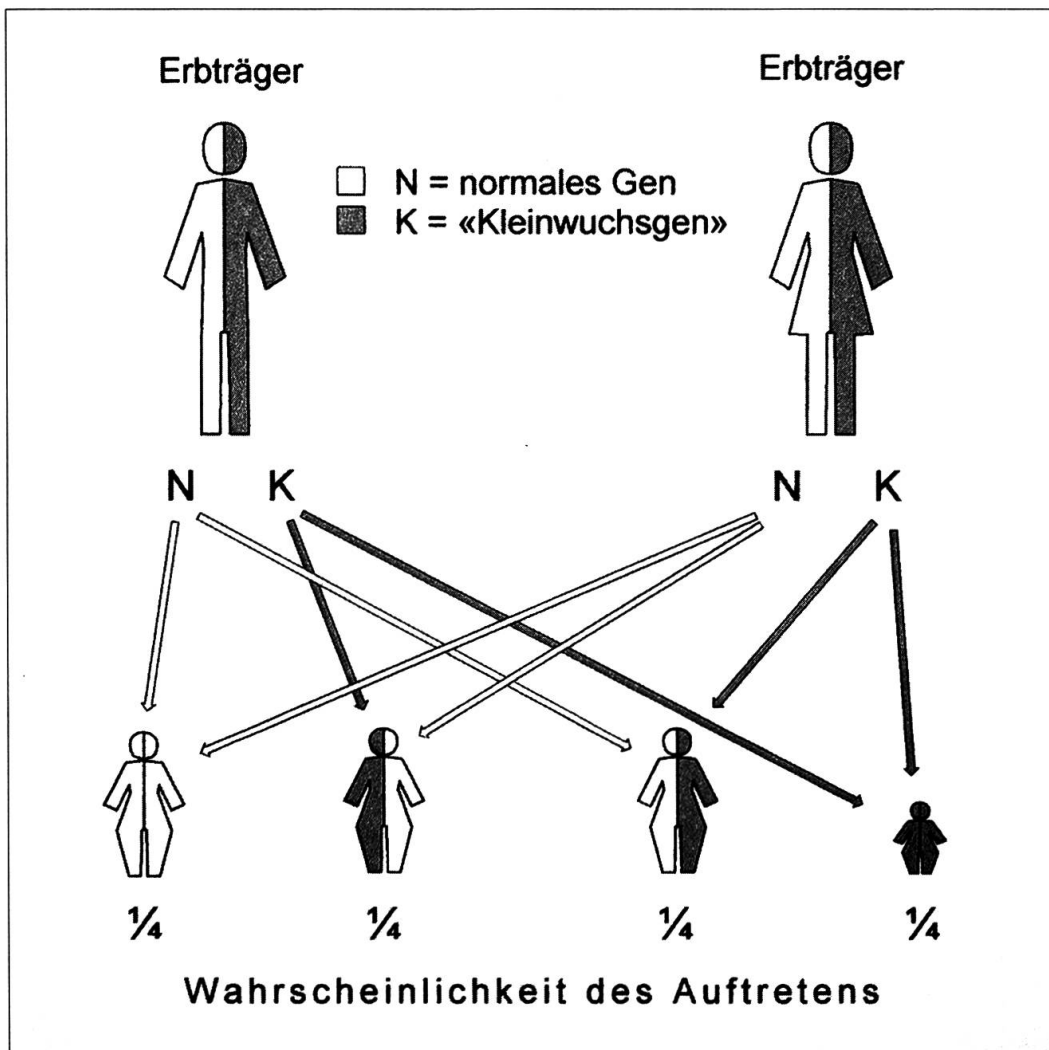 Erbträger Erbträger
N = normales Gen
K = «Kleinwuchsgen»
N K N K
¼ ¼ ¼ ¼
Wahrscheinlichkeit des Auftretens